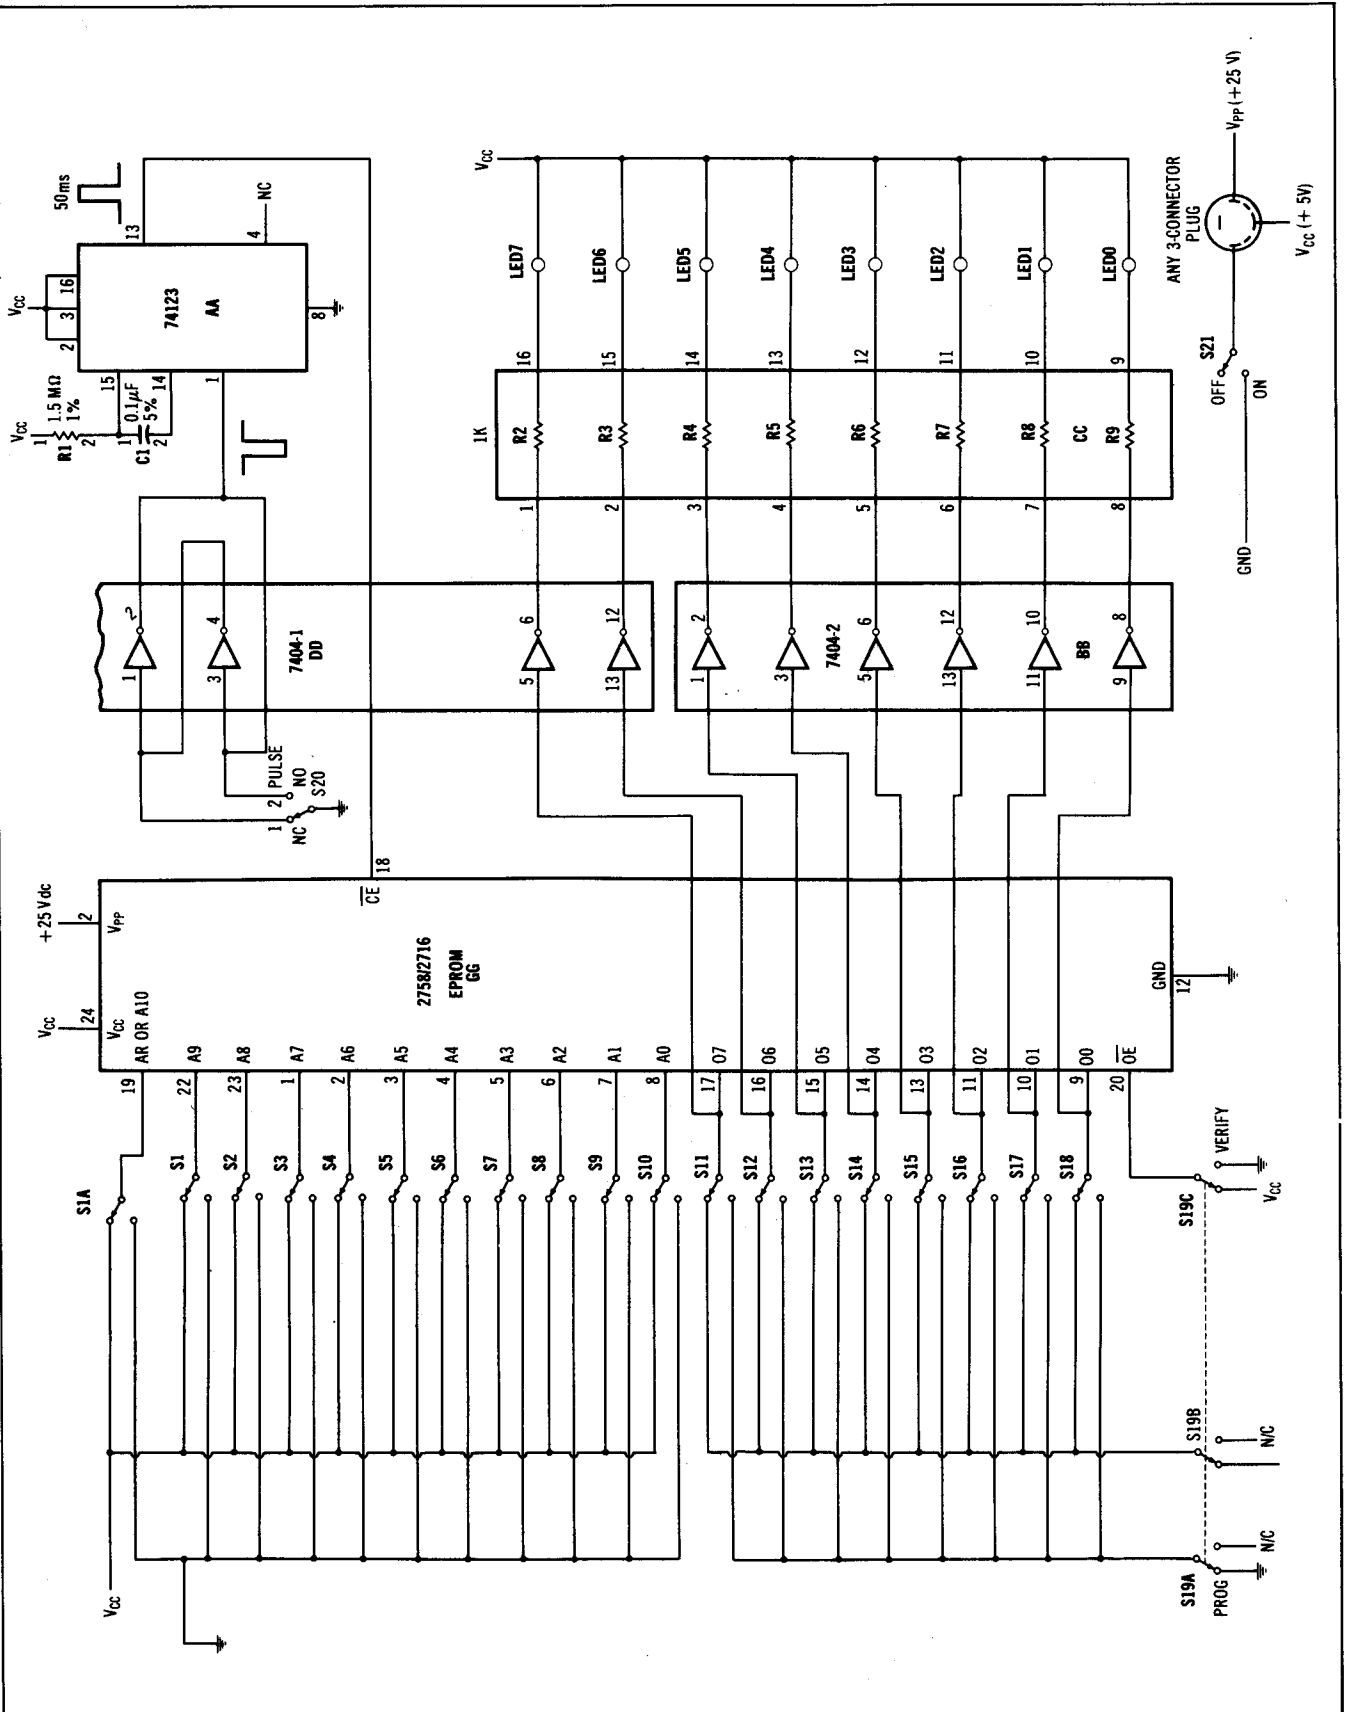 VCC
1
R1
1.5 MΩ
1%
2
1
C1
0.1µF
5%
2
VCC
2
3
16
15
14
1
74123
AA
8
13
4
NC
50ms
1
2
3
4
7404-1
DD
5
6
13
12
PULSE
2
NO
S20
1
NC
+25 Vdc
2
VPP
VCC
24
VCC
19
AR OR A10
22
A9
23
A8
1
A7
2
A6
3
A5
4
A4
5
A3
6
A2
7
A1
8
A0
17
O7
16
O6
15
O5
14
O4
13
O3
11
O2
10
O1
9
O0
20
OE
CE
18
2758/2716
EPROM
GG
GND
12
1
2
3
7404-2
5
6
13
12
11
10
BB
9
8
1K
1
R2
16
2
R3
15
3
R4
14
4
R5
13
5
R6
12
6
R7
11
7
R8
10
CC
8
R9
9
VCC
LED7
LED6
LED5
LED4
LED3
LED2
LED1
LED0
ANY 3-CONNECTOR
PLUG
VPP (+25 V)
VCC (+ 5V)
S21
OFF
ON
GND
S1A
S1
S2
S3
S4
S5
S6
S7
S8
S9
S10
S11
S12
S13
S14
S15
S16
S17
S18
VCC
S19A
PROG
N/C
S19B
N/C
S19C
VERIFY
VCC